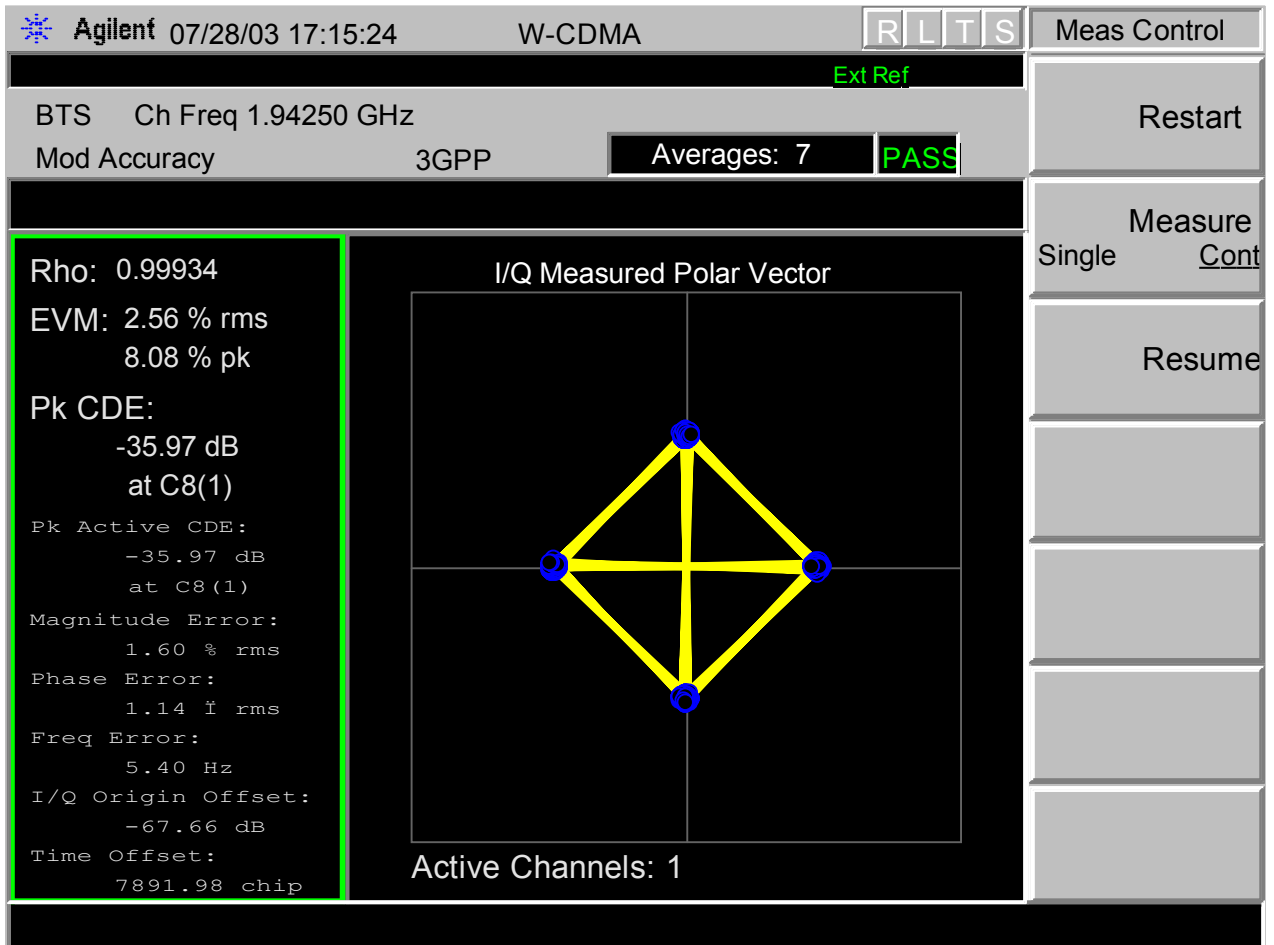 Agilent 07/28/03 17:15:24 W-CDMA R L T S Meas Control
Ext Ref
BTS Ch Freq 1.94250 GHz
Mod Accuracy 3GPP Averages: 7 PASS
Restart
Measure
Single Cont
Resume
Rho: 0.99934
EVM: 2.56 % rms
8.08 % pk
Pk CDE:
-35.97 dB
at C8(1)
Pk Active CDE:
-35.97 dB
at C8(1)
Magnitude Error:
1.60 % rms
Phase Error:
1.14 Ï rms
Freq Error:
5.40 Hz
I/Q Origin Offset:
-67.66 dB
Time Offset:
7891.98 chip
I/Q Measured Polar Vector
Active Channels: 1